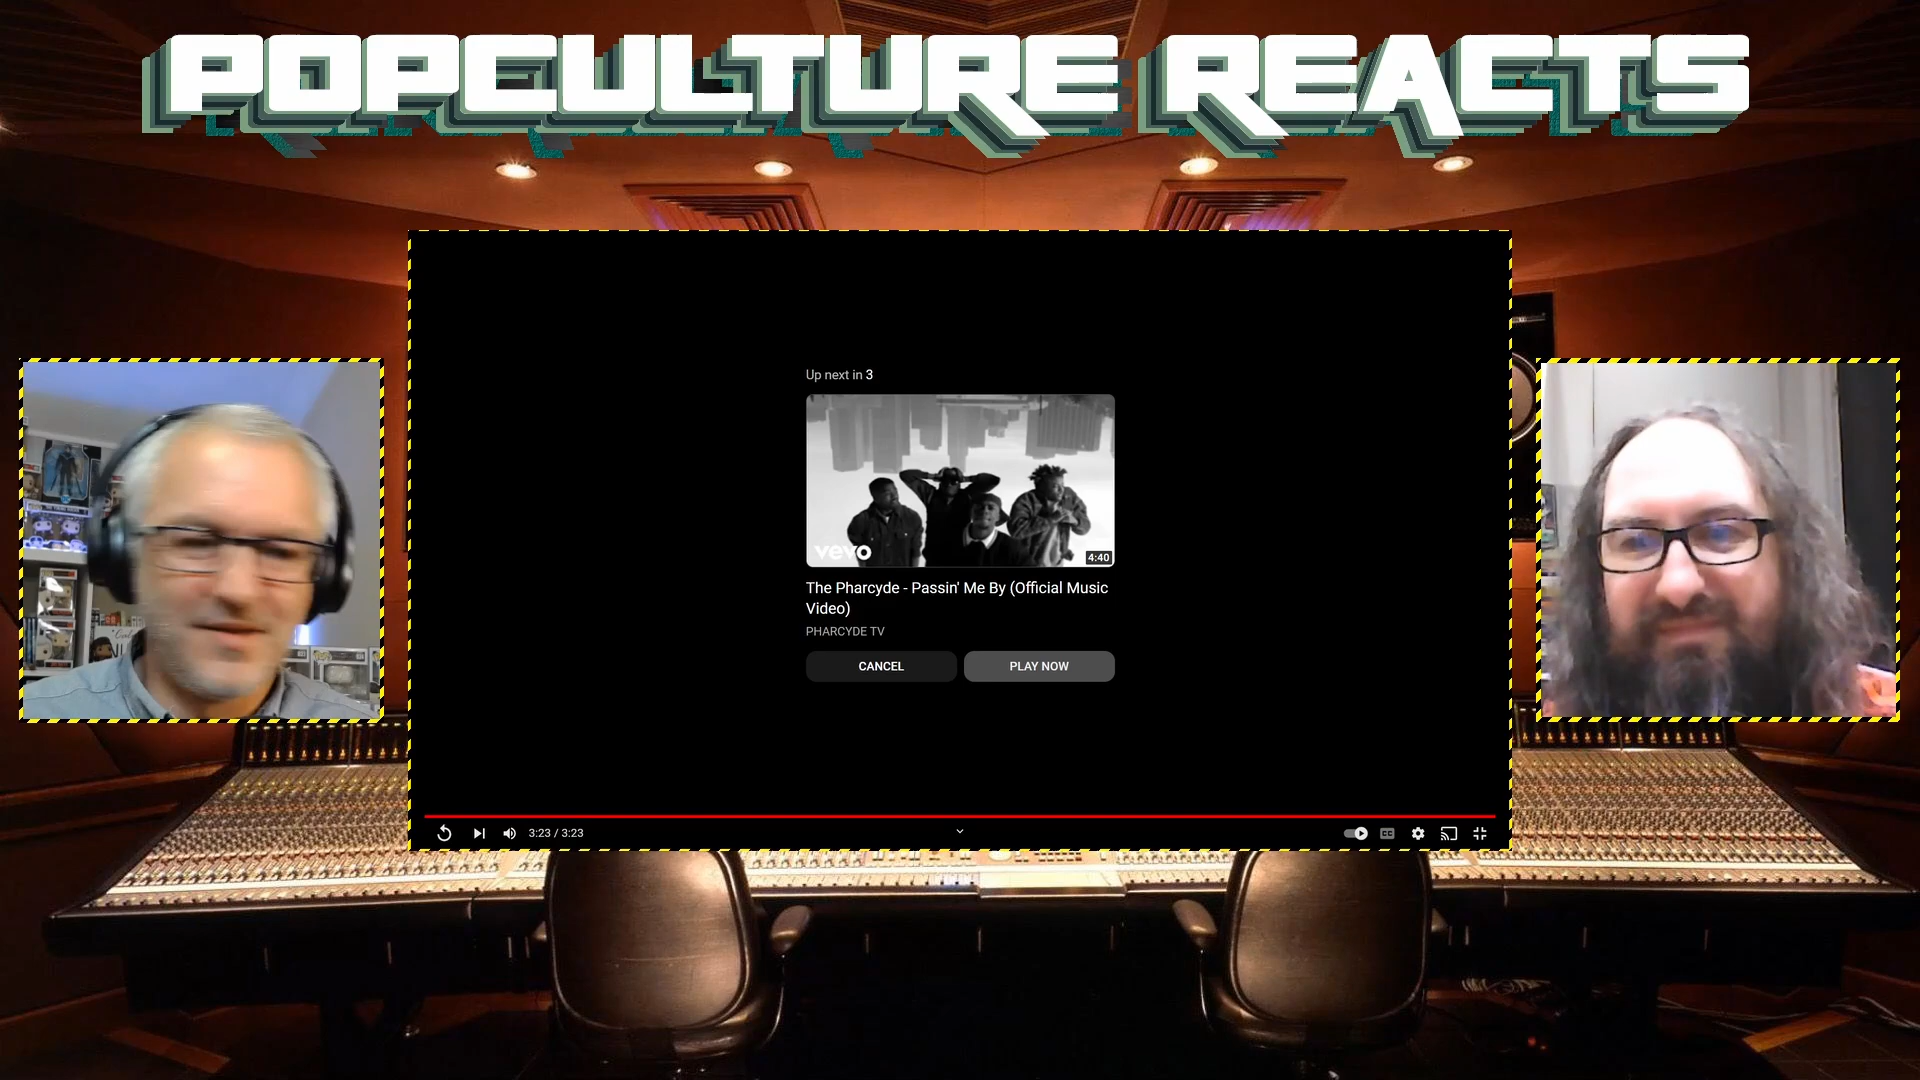 POPCULTURE REACTS
Up next in 3
vevo
4:40
The Pharcyde - Passin' Me By (Official Music
Video)
PHARCYDE TV
CANCEL
PLAY NOW
3:23 / 3:23
CC